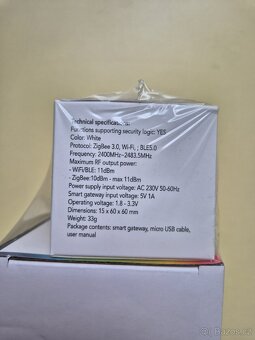 Technical specifications:
Functions supporting security logic: YES
Color: White
Protocol: ZigBee 3.0, Wi-Fi, ; BLE5.0
Frequency: 2400MHz~2483.5MHz
Maximum RF output power:
- WiFi/BLE: 11dBm
- ZigBee:10dBm - max 11dBm
Power supply input voltage: AC 230V 50-60Hz
Smart gateway input voltage: 5V 1A
Operating voltage: 1.8 - 3.3V
Dimensions: 15 x 60 x 60 mm
Weight: 33g
Package contents: smart gateway, micro USB cable,
user manual